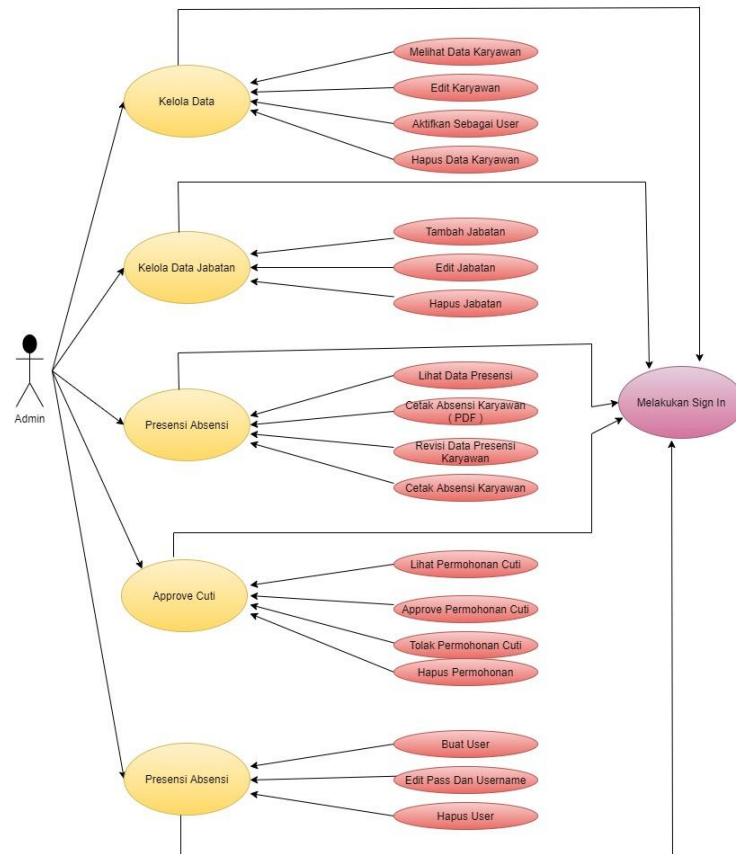 Melihat Data Karyawan
Edit Karyawan
Kelola Data
Aktifkan Sebagai User
Hapus Data Karyawan
Tambah Jabatan
Kelola Data Jabatan
Edit Jabatan
Hapus Jabatan
Admin
Lihat Data Presensi
Cetak Absensi Karyawan
( PDF )
Presensi Absensi
Revisi Data Presensi
Karyawan
Cetak Absensi Karyawan
Melakukan Sign In
Lihat Permohonan Cuti
Approve Cuti
Approve Permohonan Cuti
Tolak Permohonan Cuti
Hapus Permohonan
Buat User
Presensi Absensi
Edit Pass Dan Username
Hapus User